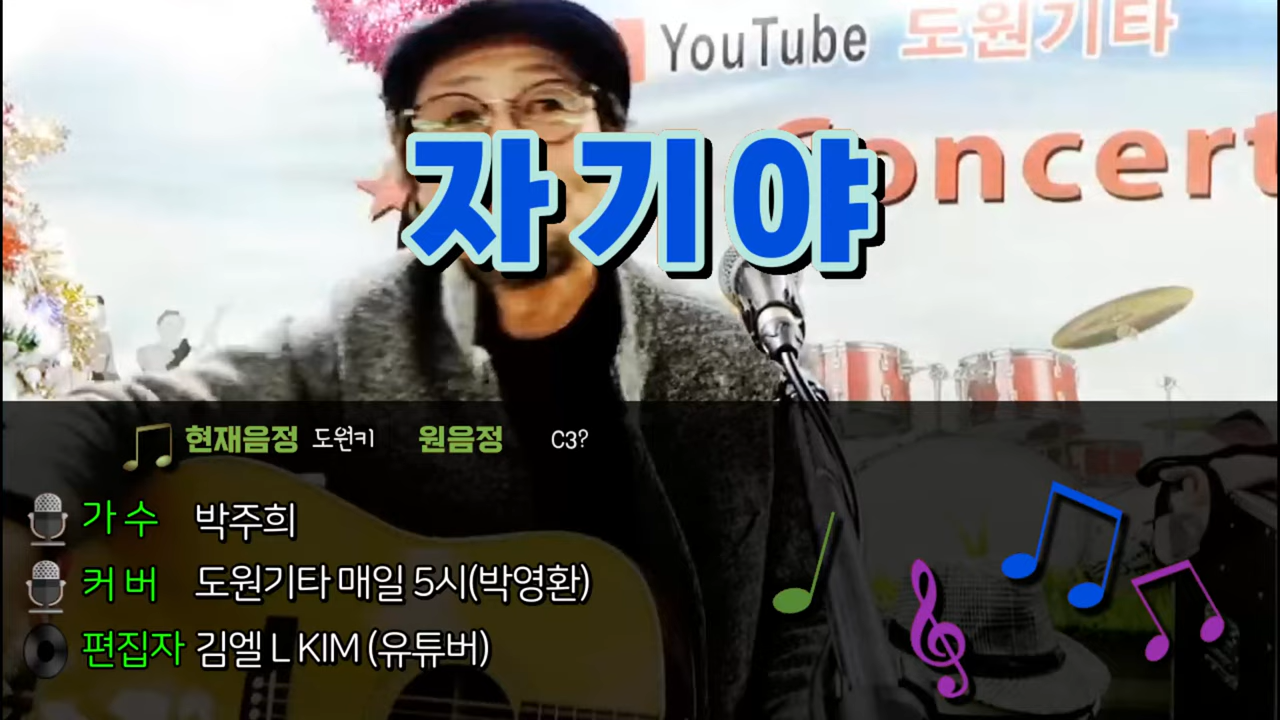 YouTube 도원기타
Concert
자기야
현재음정 도원키 원음정 C3?
가수 박주희
커버 도원기타 매일 5시(박영환)
편집자 김엘 L KIM (유튜버)